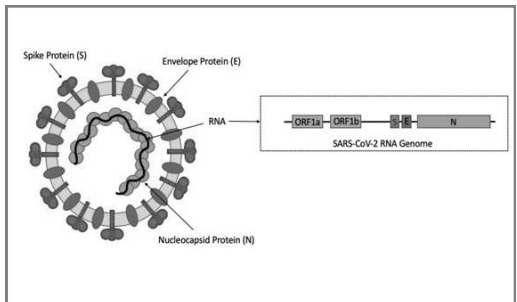 Spike Protein (S)
Envelope Protein (E)
RNA
ORF1a ORF1b S E N
SARS-CoV-2 RNA Genome
Nucleocapsid Protein (N)